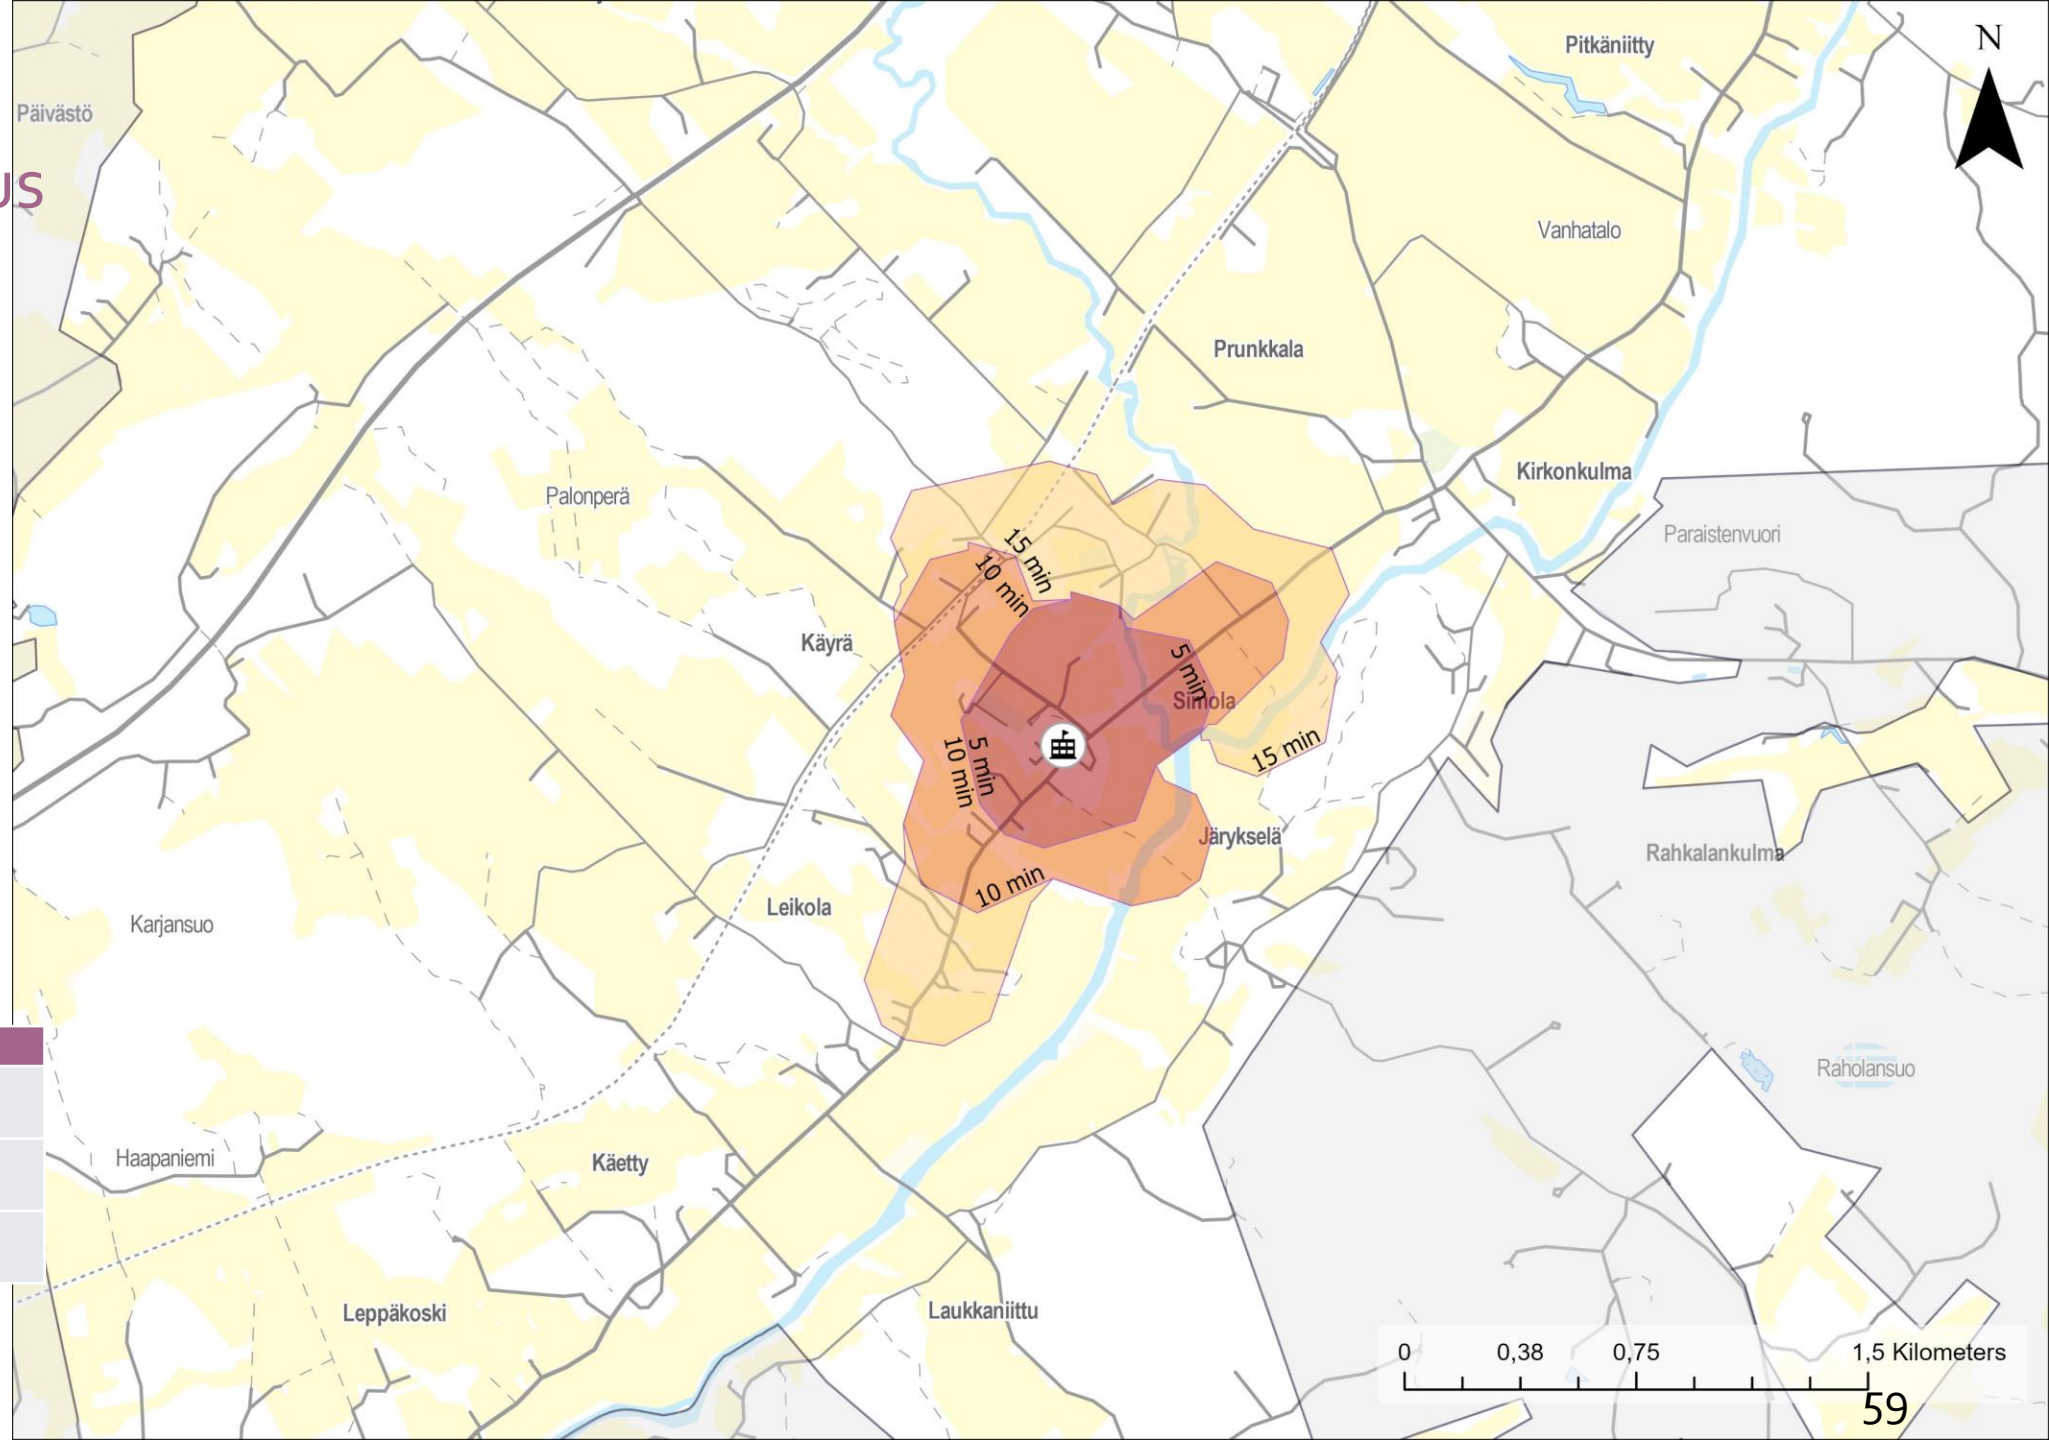 Pitkäniitty
N
Päivästö
US
Vanhatalo
Prunkkala
Kirkonkulma
Palonperä
Paraistenvuori
15 min
10 min
Käyrä
5 min
Simola
5 min
10 min
15 min
Järykselä
Rahkalankulma
10 min
Leikola
Karjansuo
Raholansuo
Haapaniemi
Käetty
Leppäkoski
Laukkaniittu
0 0,38 0,75 1,5 Kilometers
59